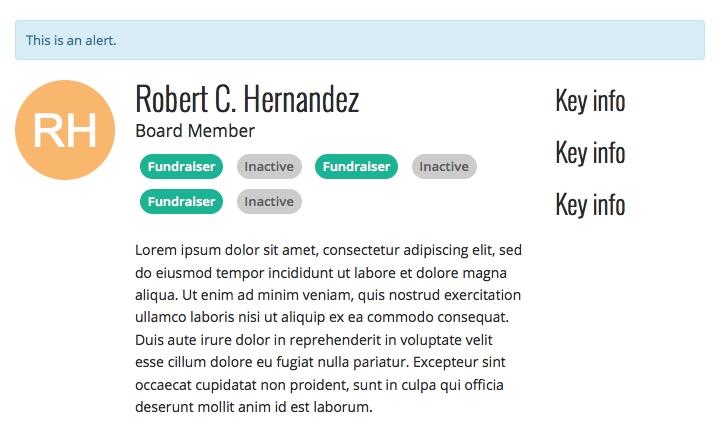 This is an alert.
RH
Robert C. Hernandez
Board Member
Fundraiser Inactive Fundraiser Inactive
Fundraiser Inactive
Lorem ipsum dolor sit amet, consectetur adipiscing elit, sed
do eiusmod tempor incididunt ut labore et dolore magna
aliqua. Ut enim ad minim veniam, quis nostrud exercitation
ullamco laboris nisi ut aliquip ex ea commodo consequat.
Duis aute irure dolor in reprehenderit in voluptate velit
esse cillum dolore eu fugiat nulla pariatur. Excepteur sint
occaecat cupidatat non proident, sunt in culpa qui officia
deserunt mollit anim id est laborum.
Key info
Key info
Key info